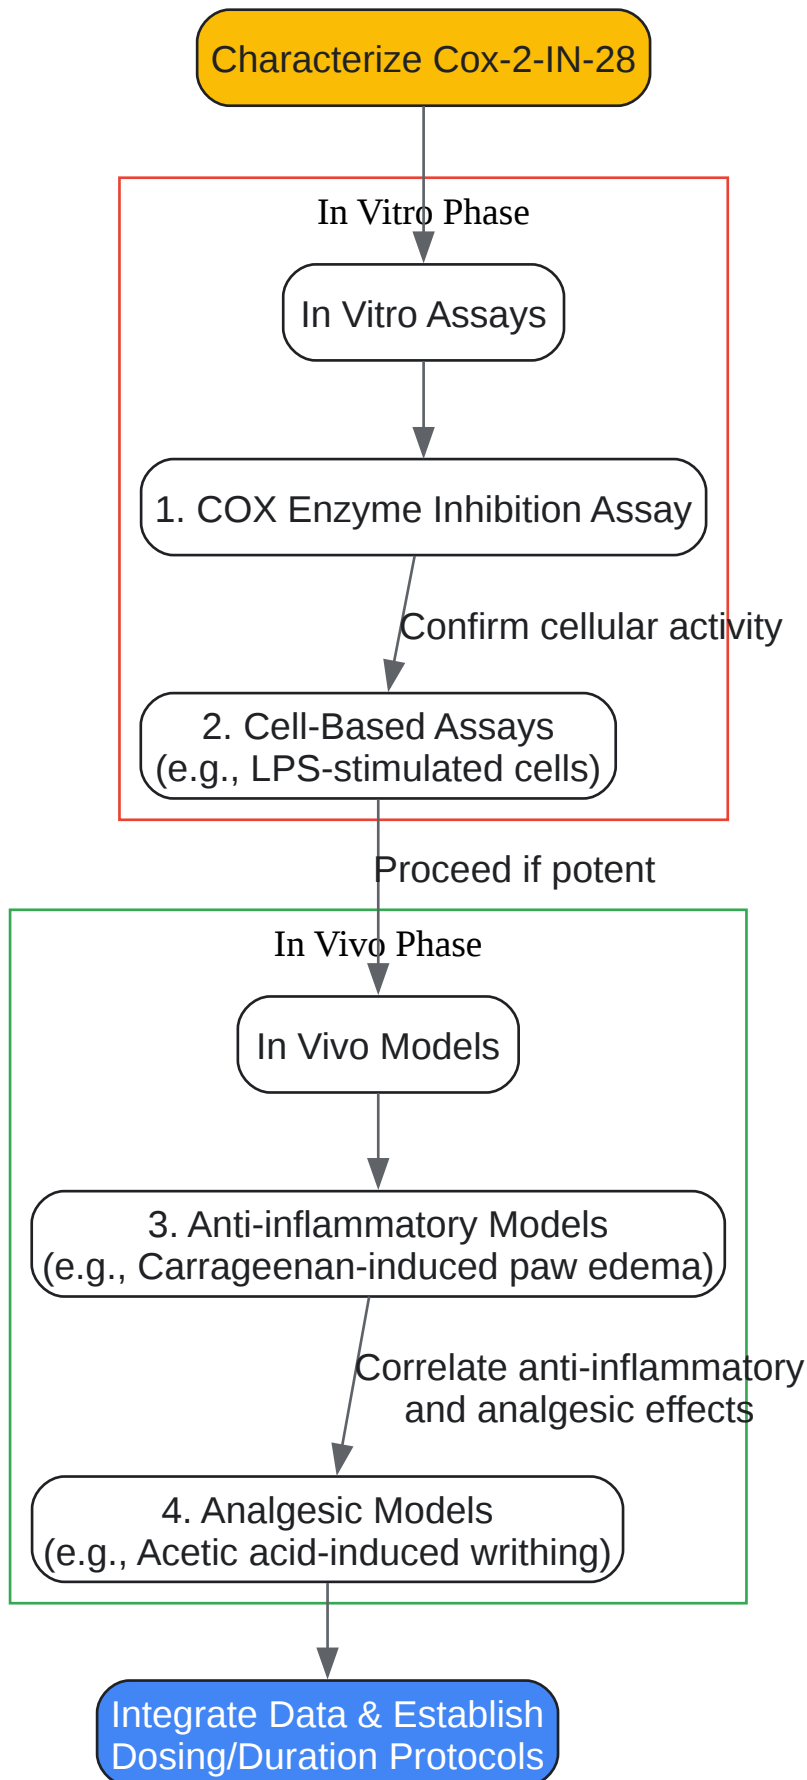 Characterize Cox-2-IN-28
In Vitro Phase
In Vitro Assays
1. COX Enzyme Inhibition Assay
Confirm cellular activity
2. Cell-Based Assays
(e.g., LPS-stimulated cells)
Proceed if potent
In Vivo Phase
In Vivo Models
3. Anti-inflammatory Models
(e.g., Carrageenan-induced paw edema)
Correlate anti-inflammatory
and analgesic effects
4. Analgesic Models
(e.g., Acetic acid-induced writhing)
Integrate Data & Establish
Dosing/Duration Protocols